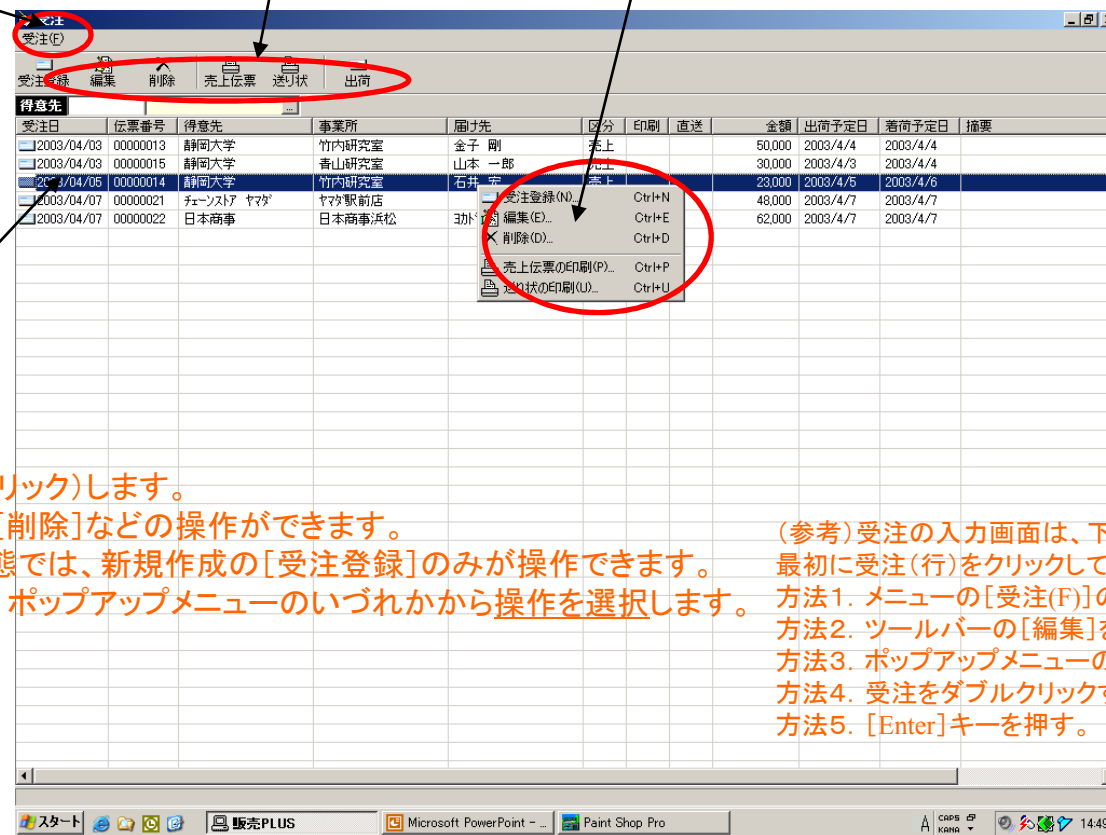 受注
受注(F)
受注登録 編集 削除 売上伝票 送り状 出荷
得意先 ...
受注日 伝票番号 得意先 事業所 届け先 区分 印刷 直送 金額 出荷予定日 着荷予定日 摘要
2003/04/03 00000013 静岡大学 竹内研究室 金子 剛 売上 50,000 2003/4/4 2003/4/4
2003/04/03 00000015 静岡大学 青山研究室 山本 一郎 売上 30,000 2003/4/3 2003/4/4
2003/04/05 00000014 静岡大学 竹内研究室 石井 宏 売上 23,000 2003/4/5 2003/4/6
2003/04/07 00000021 チェーンストア ヤマダ ヤマダ駅前店 48,000 2003/4/7 2003/4/7
2003/04/07 00000022 日本商事 日本商事浜松 62,000 2003/4/7 2003/4/7
受注登録(N)... Ctrl+N
編集(E)... Ctrl+E
削除(D)... Ctrl+D
売上伝票の印刷(P)... Ctrl+P
送り状の印刷(U)... Ctrl+U
リック)します。
[削除]などの操作ができます。
態では、新規作成の[受注登録]のみが操作できます。
ポップアップメニューのいづれかから操作を選択します。
(参考)受注の入力画面は、下
最初に受注(行)をクリックして
方法1. メニューの[受注(F)]の
方法2. ツールバーの[編集]を
方法3. ポップアップメニューの
方法4. 受注をダブルクリックす
方法5. [Enter]キーを押す。
スタート 販売PLUS Microsoft PowerPoint - ... Paint Shop Pro A CAPS KANA 14:49